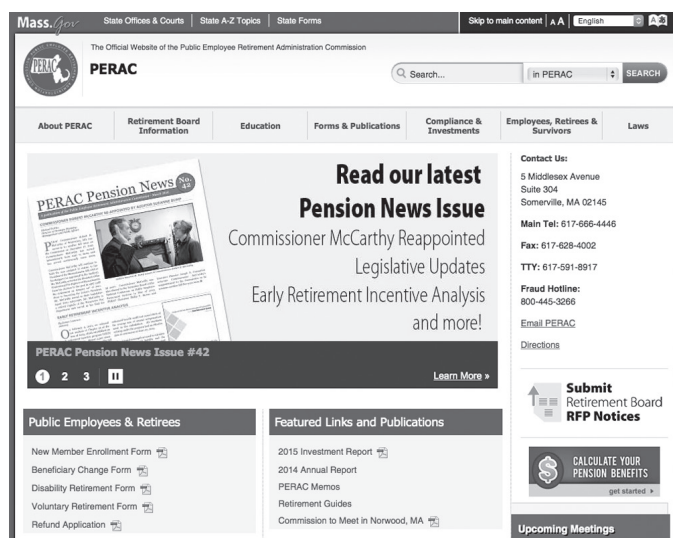 Mass.Gov
State Offices & Courts State A-Z Topics State Forms
Skip to main content A A English
The Official Website of the Public Employee Retirement Administration Commission
PERAC
PERAC
Search... in PERAC SEARCH
About PERAC
Retirement Board
Information
Education
Forms & Publications
Compliance &
Investments
Employees, Retirees &
Survivors
Laws
PERAC Pension News No.
42
Read our latest
Pension News Issue
Commissioner McCarthy Reappointed
Legislative Updates
Early Retirement Incentive Analysis
and more!
PERAC Pension News Issue #42
1 2 3
Learn More »
Contact Us:
5 Middlesex Avenue
Suite 304
Somerville, MA 02145
Main Tel: 617-666-4446
Fax: 617-628-4002
TTY: 617-591-8917
Fraud Hotline:
800-445-3266
Email PERAC
Directions
Submit
Retirement Board
RFP Notices
CALCULATE YOUR
PENSION BENEFITS
get started
Upcoming Meetings
Public Employees & Retirees
New Member Enrollment Form
Beneficiary Change Form
Disability Retirement Form
Voluntary Retirement Form
Refund Application
Featured Links and Publications
2015 Investment Report
2014 Annual Report
PERAC Memos
Retirement Guides
Commission to Meet in Norwood, MA